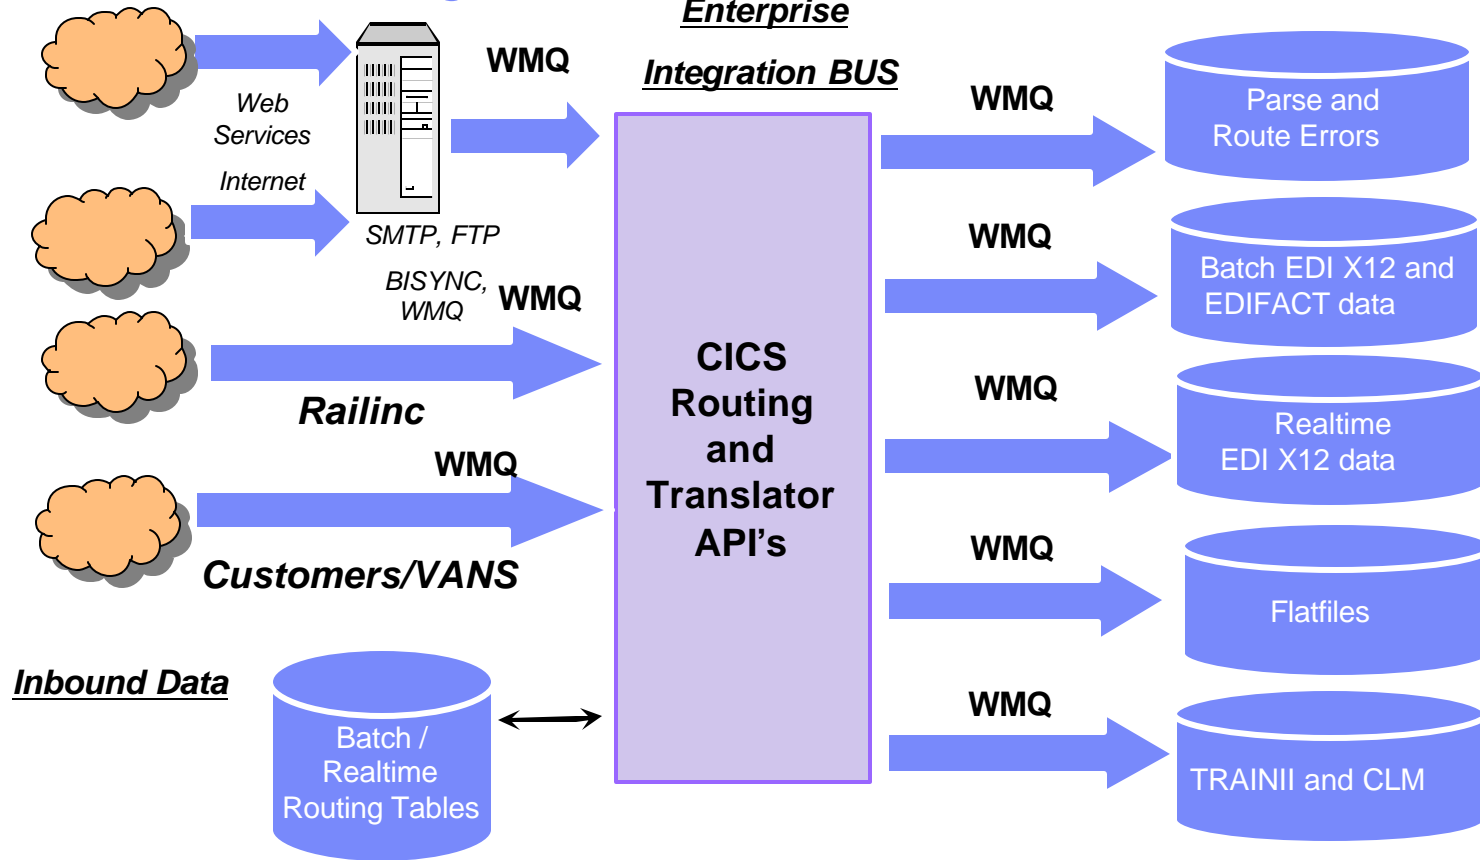 Enterprise
Integration BUS
WMQ
Web
Services
Internet
SMTP, FTP
BISYNC,
WMQ
WMQ
Railinc
WMQ
Customers/VANS
Inbound Data
Batch /
Realtime
Routing Tables
CICS
Routing
and
Translator
API's
WMQ
Parse and
Route Errors
WMQ
Batch EDI X12 and
EDIFACT data
WMQ
Realtime
EDI X12 data
WMQ
Flatfiles
WMQ
TRAINII and CLM